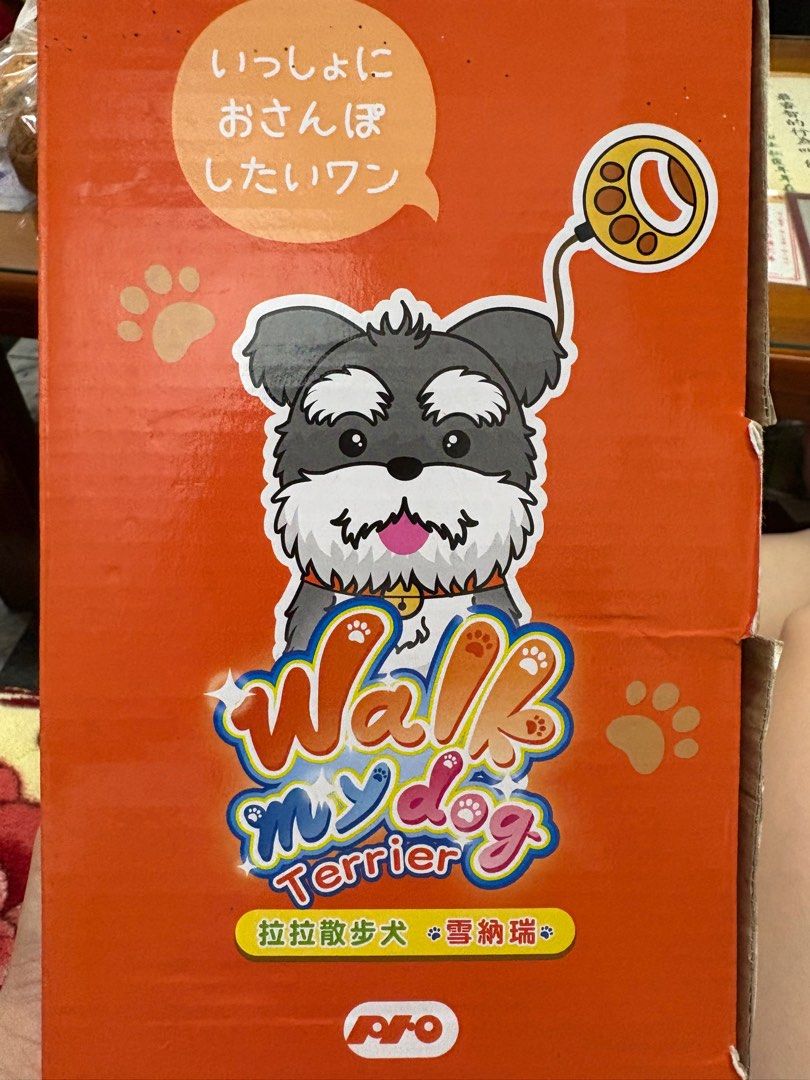 いっしょに
おさんぽ
したいワン
Walk
my dog
Terrier
拉拉散步犬 雪納瑞